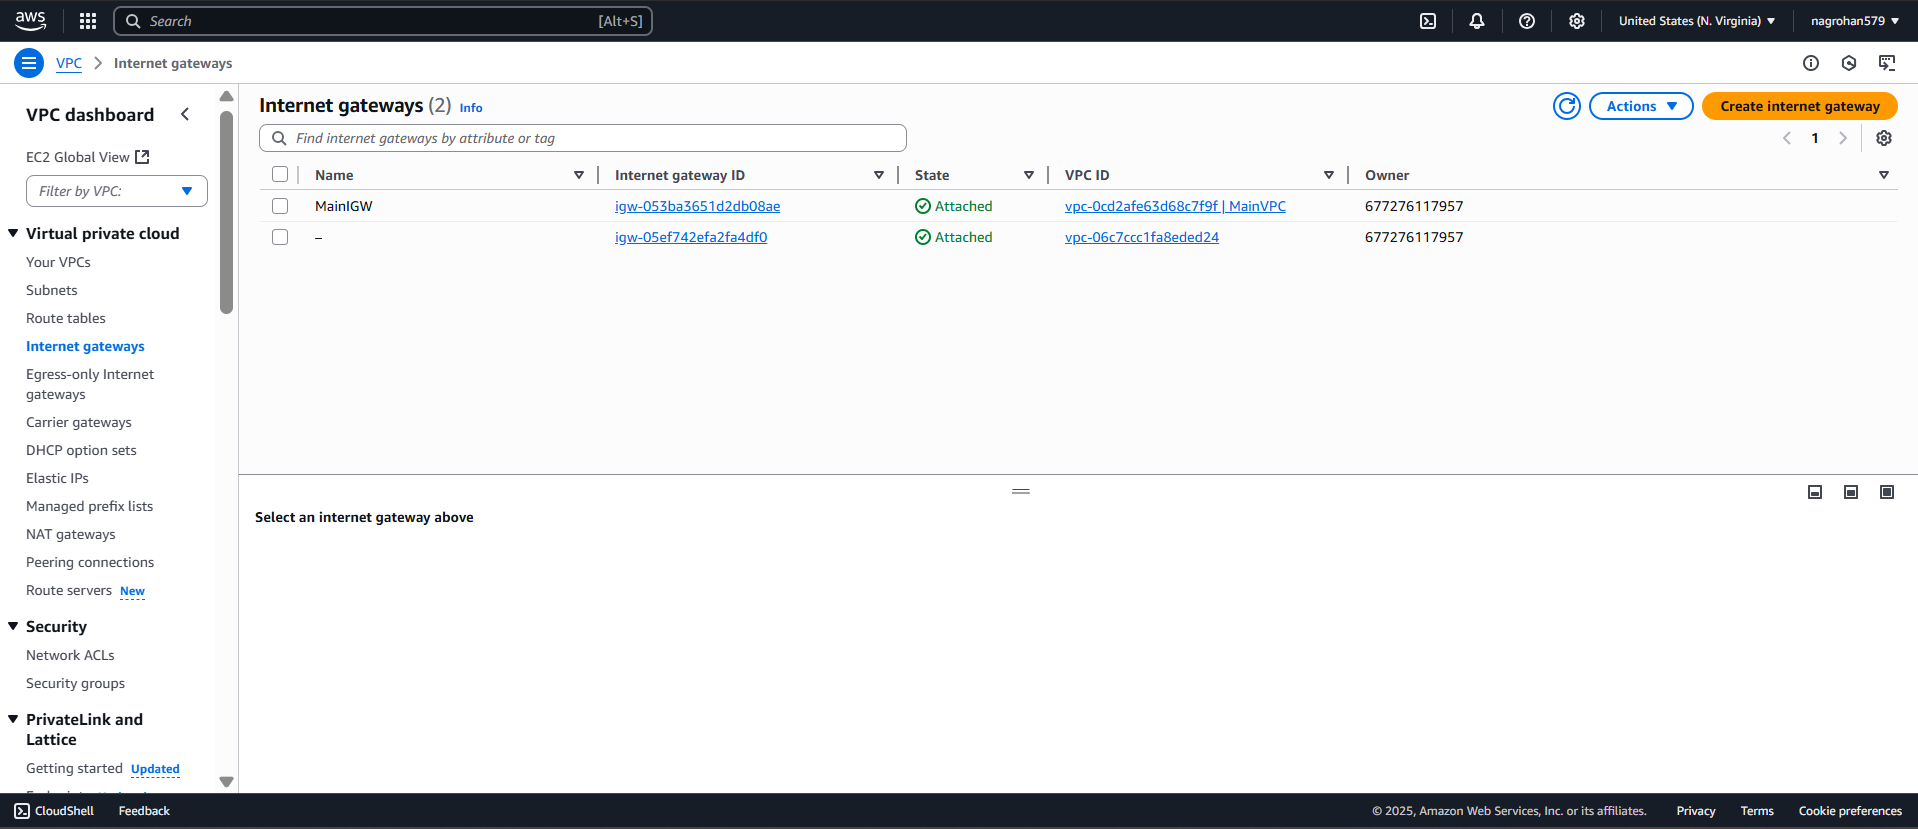 aws Search [Alt+S] United States (N. Virginia) nagrohan579
VPC Internet gateways
VPC dashboard
EC2 Global View
Filter by VPC:
Virtual private cloud
Your VPCs
Subnets
Route tables
Internet gateways
Egress-only Internet
gateways
Carrier gateways
DHCP option sets
Elastic IPs
Managed prefix lists
NAT gateways
Peering connections
Route servers New
Security
Network ACLs
Security groups
PrivateLink and
Lattice
Getting started Updated
Internet gateways (2) Info
Actions Create internet gateway
Find internet gateways by attribute or tag
1
Name Internet gateway ID State VPC ID Owner
MainIGW igw-053ba3651d2db08ae Attached vpc-0cd2afe63d68c7f9f | MainVPC 677276117957
– igw-05ef742efa2fa4df0 Attached vpc-06c7ccc1fa8eded24 677276117957
Select an internet gateway above
CloudShell Feedback © 2025, Amazon Web Services, Inc. or its affiliates. Privacy Terms Cookie preferences